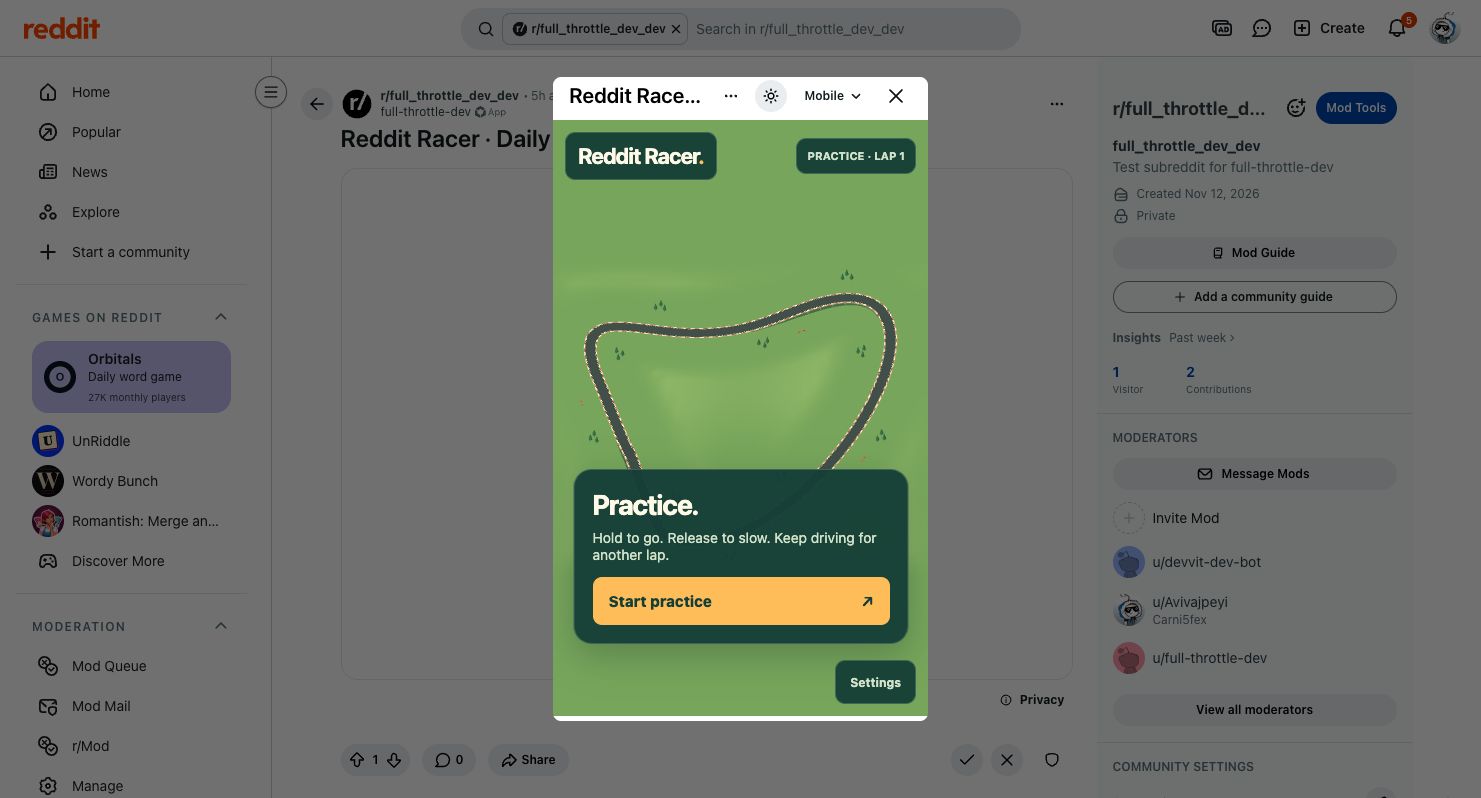 reddit
r/full_throttle_dev_dev
Search in r/full_throttle_dev_dev
AD
Create
5
Home
Popular
News
Explore
Start a community
GAMES ON REDDIT
Orbitals
Daily word game
27K monthly players
UnRiddle
Wordy Bunch
Romantish: Merge an...
Discover More
MODERATION
Mod Queue
Mod Mail
r/Mod
Manage
r/full_throttle_dev_dev • 5h a
full-throttle-dev App
Reddit Racer · Daily
Reddit Race...
Mobile
Reddit Racer.
PRACTICE · LAP 1
Practice.
Hold to go. Release to slow. Keep driving for
another lap.
Start practice
Settings
Privacy
1
0
Share
r/full_throttle_d...
Mod Tools
full_throttle_dev_dev
Test subreddit for full-throttle-dev
Created Nov 12, 2026
Private
Mod Guide
Add a community guide
Insights Past week
1
Visitor
2
Contributions
MODERATORS
Message Mods
Invite Mod
u/devvit-dev-bot
u/Avivajpeyi
Carni5fex
u/full-throttle-dev
View all moderators
COMMUNITY SETTINGS